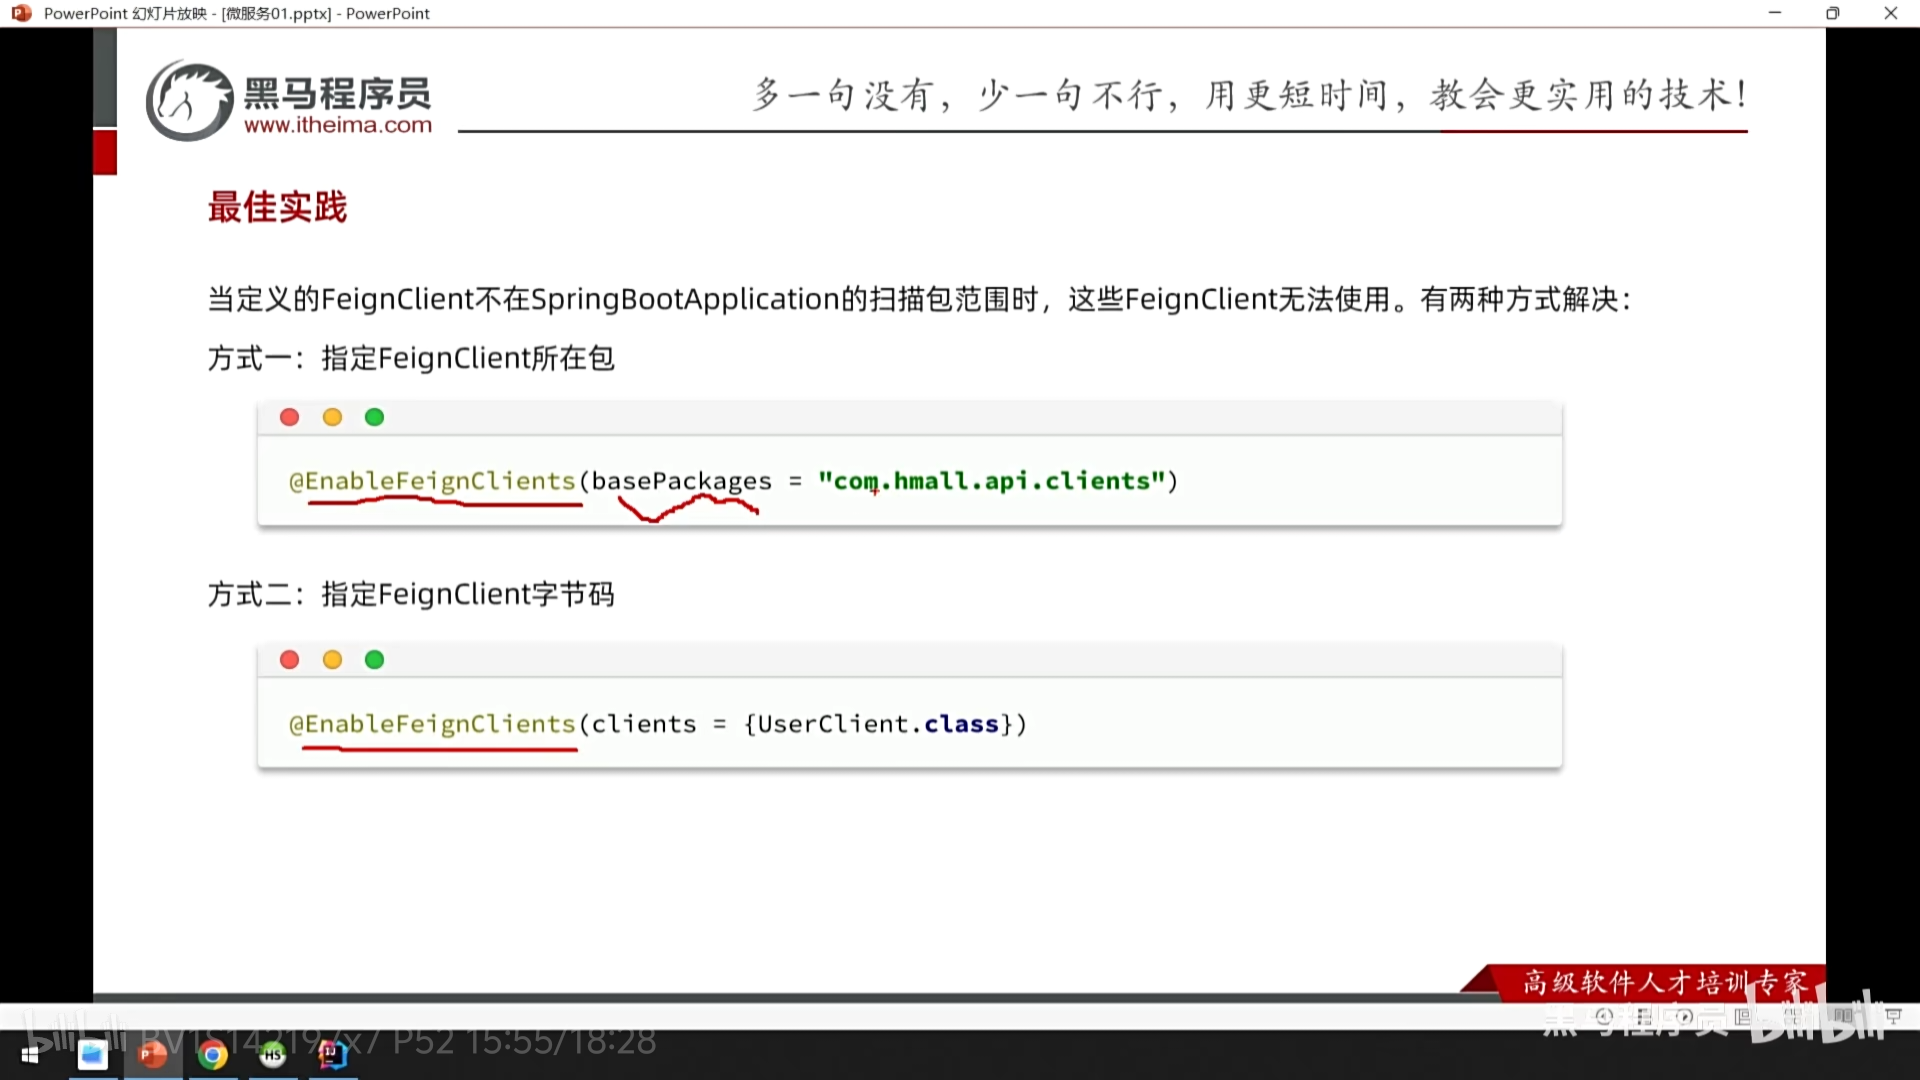 PowerPoint 幻灯片放映 - [微服务01.pptx] - PowerPoint
黑马程序员
www.itheima.com
多一句没有，少一句不行，用更短时间，教会更实用的技术！
最佳实践
当定义的FeignClient不在SpringBootApplication的扫描包范围时，这些FeignClient无法使用。有两种方式解决：
方式一：指定FeignClient所在包
@EnableFeignClients(basePackages = "com.hmall.api.clients")
方式二：指定FeignClient字节码
@EnableFeignClients(clients = {UserClient.class})
高级软件人才培训专家
黑马程序员 bilibili
bilibili P52 15:55/18:28